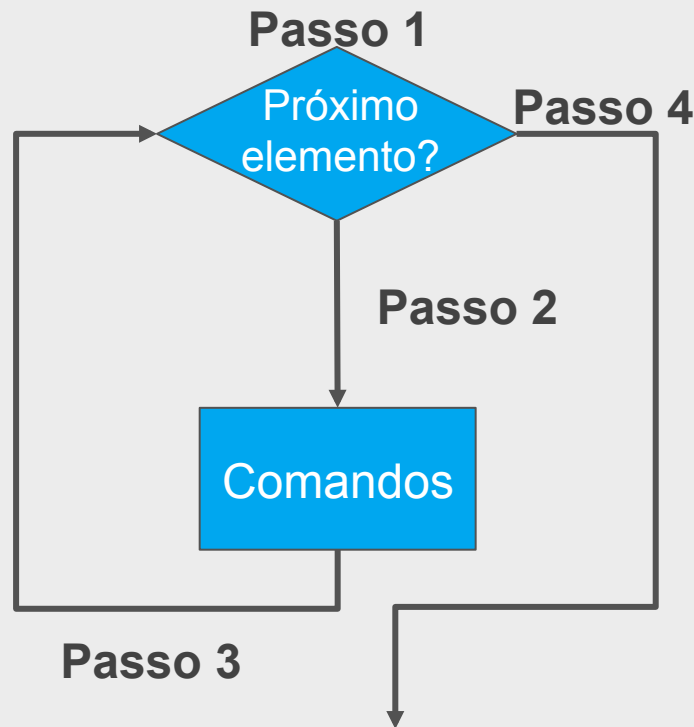 Passo 1
Próximo
elemento?
Passo 4
Passo 2
Comandos
Passo 3